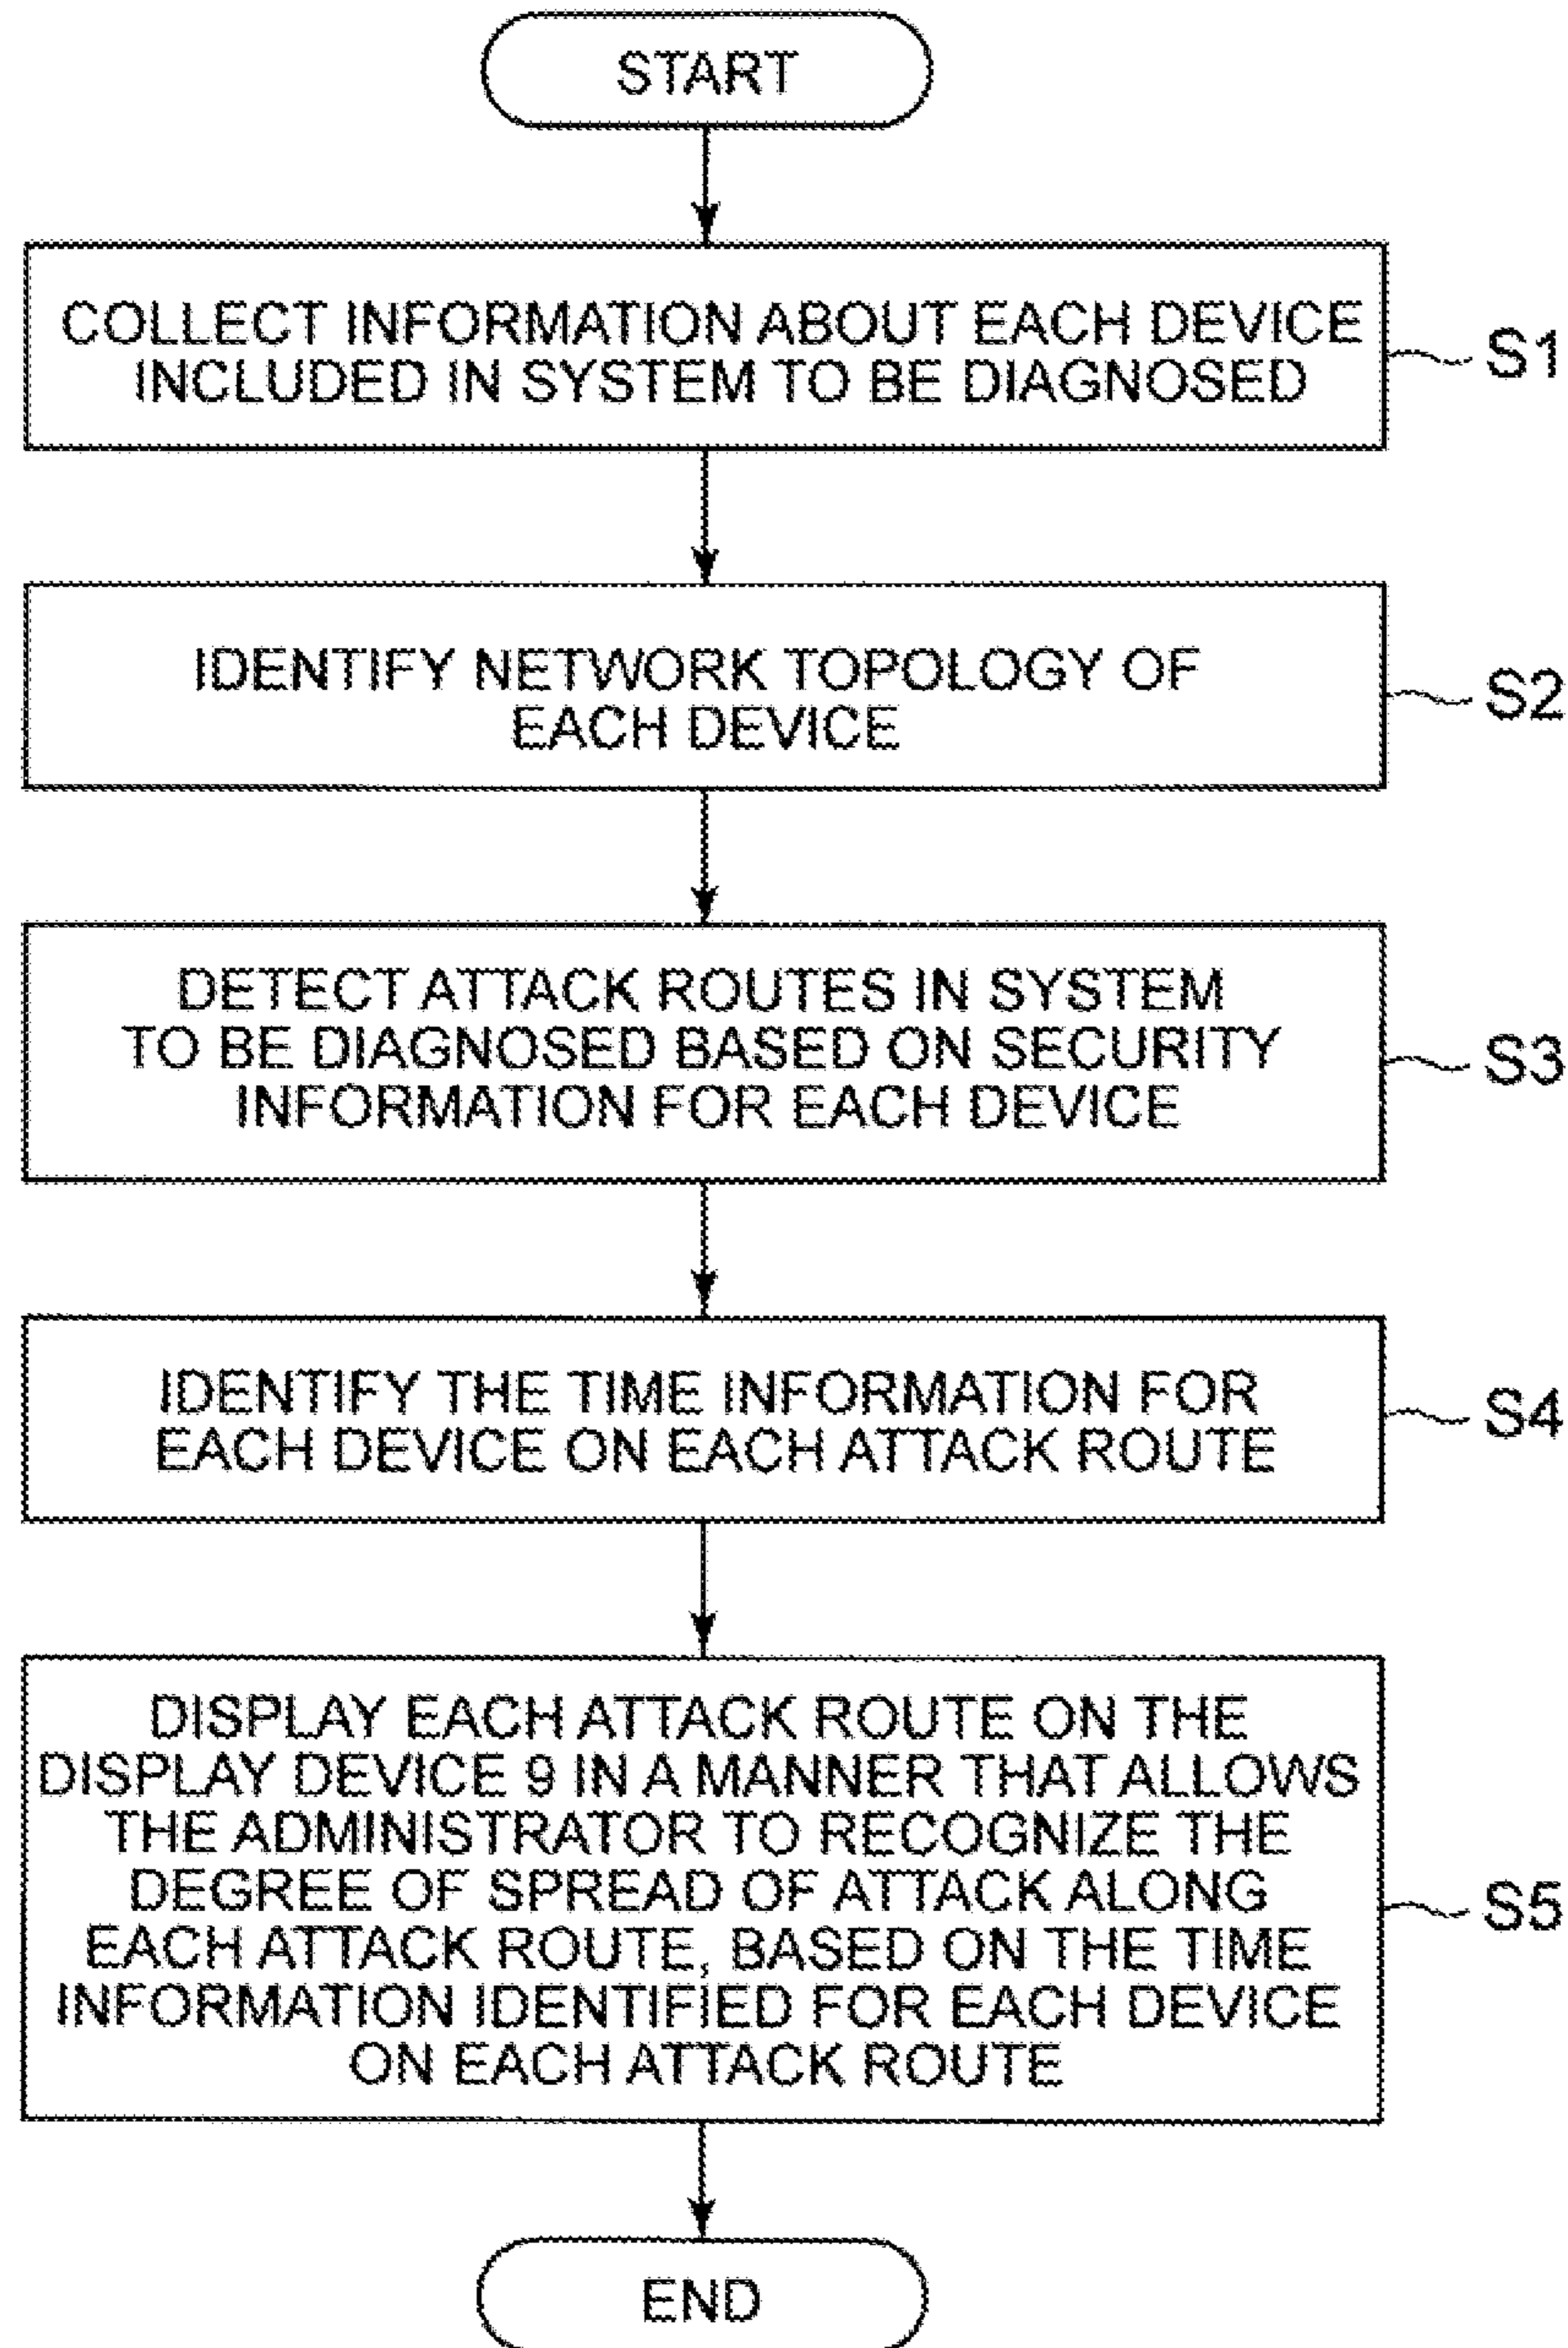 START
COLLECT INFORMATION ABOUT EACH DEVICE
INCLUDED IN SYSTEM TO BE DIAGNOSED
S1
IDENTIFY NETWORK TOPOLOGY OF
EACH DEVICE
S2
DETECT ATTACK ROUTES IN SYSTEM
TO BE DIAGNOSED BASED ON SECURITY
INFORMATION FOR EACH DEVICE
S3
IDENTIFY THE TIME INFORMATION FOR
EACH DEVICE ON EACH ATTACK ROUTE
S4
DISPLAY EACH ATTACK ROUTE ON THE
DISPLAY DEVICE 9 IN A MANNER THAT ALLOWS
THE ADMINISTRATOR TO RECOGNIZE THE
DEGREE OF SPREAD OF ATTACK ALONG
EACH ATTACK ROUTE, BASED ON THE TIME
INFORMATION IDENTIFIED FOR EACH DEVICE
ON EACH ATTACK ROUTE
S5
END